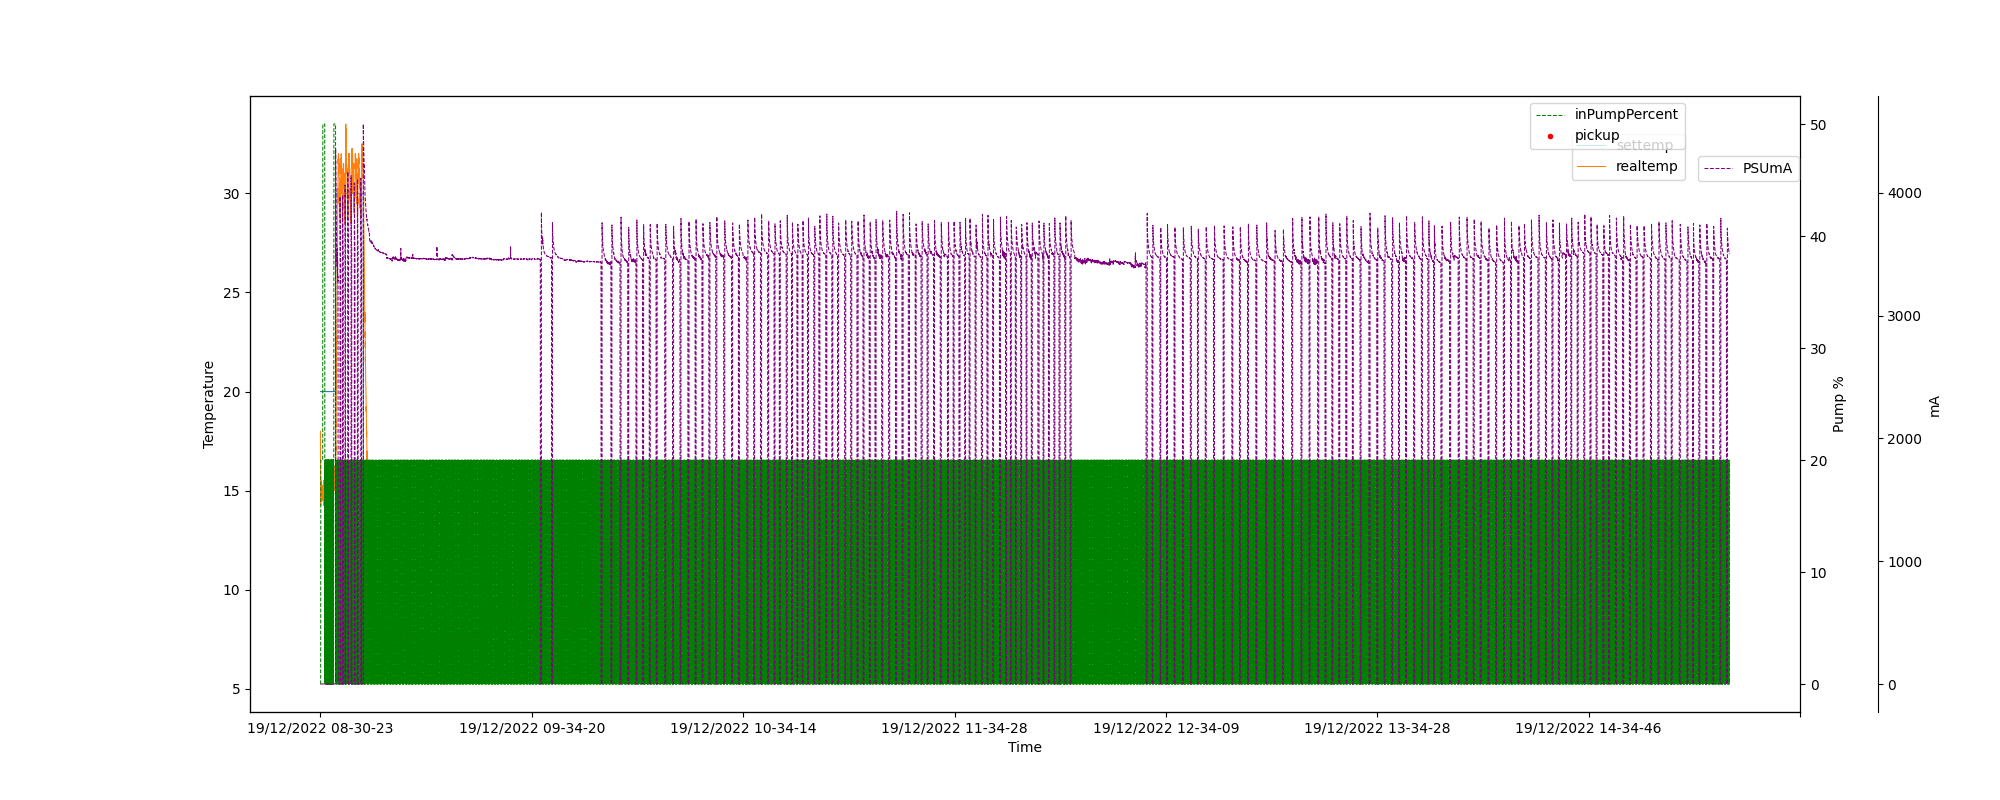 inPumpPercent
pickup
settemp
realtemp
PSUmA
30
25
20
15
10
5
Temperature
50
40
30
20
10
0
Pump %
4000
3000
2000
1000
0
mA
19/12/2022 08-30-23
19/12/2022 09-34-20
19/12/2022 10-34-14
19/12/2022 11-34-28
19/12/2022 12-34-09
19/12/2022 13-34-28
19/12/2022 14-34-46
Time